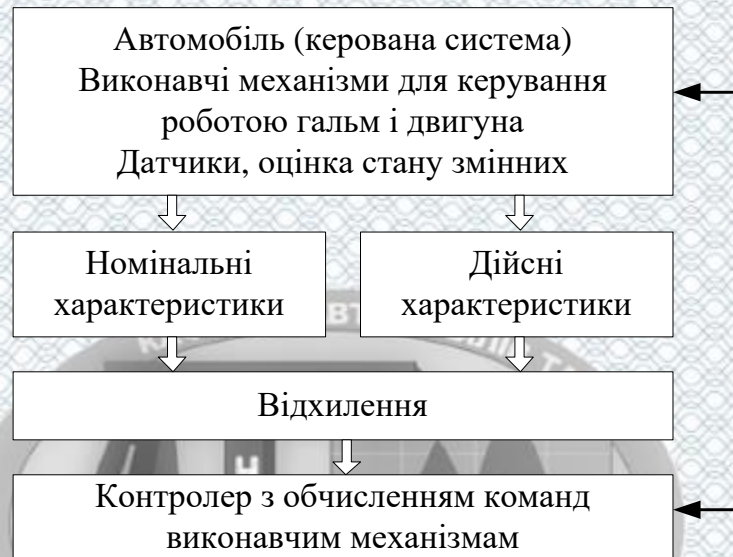 Автомобіль (керована система)
Виконавчі механізми для керування
роботою гальм і двигуна
Датчики, оцінка стану змінних
Номінальні
характеристики
Дійсні
характеристики
Відхилення
Контролер з обчисленням команд
виконавчим механізмам